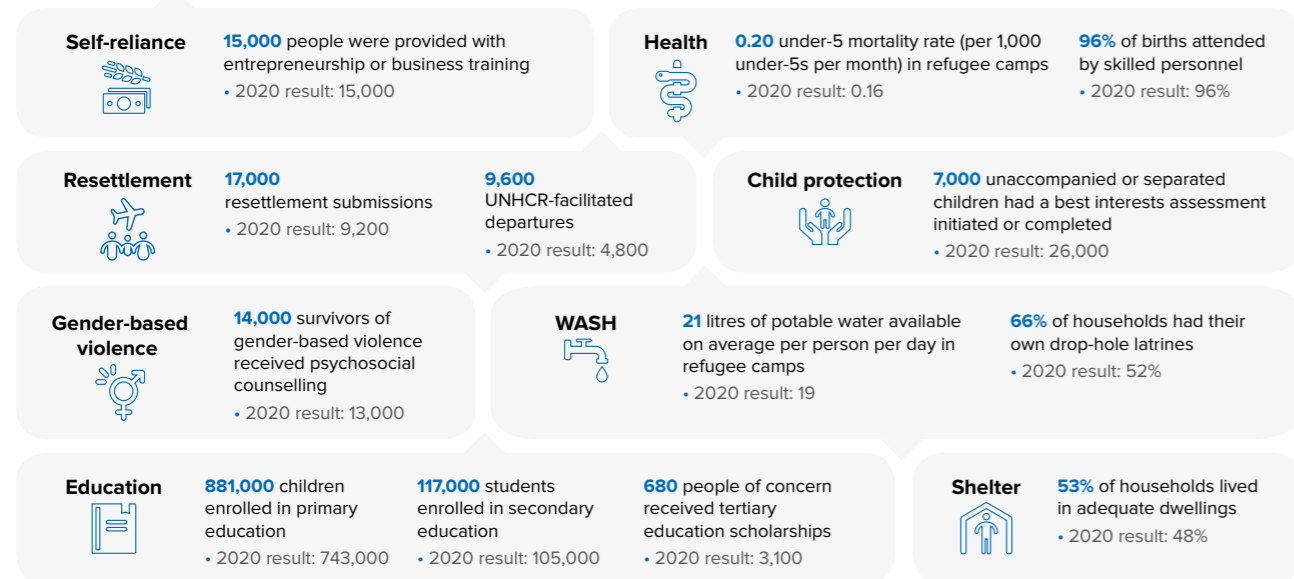 Self-reliance
15,000 people were provided with
entrepreneurship or business training
• 2020 result: 15,000
Health
0.20 under-5 mortality rate (per 1,000
under-5s per month) in refugee camps
• 2020 result: 0.16
96% of births attended
by skilled personnel
• 2020 result: 96%
Resettlement
17,000
resettlement submissions
• 2020 result: 9,200
9,600
UNHCR-facilitated
departures
• 2020 result: 4,800
Child protection
7,000 unaccompanied or separated
children had a best interests assessment
initiated or completed
• 2020 result: 26,000
Gender-based
violence
14,000 survivors of
gender-based violence
received psychosocial
counselling
• 2020 result: 13,000
WASH
21 litres of potable water available
on average per person per day in
refugee camps
• 2020 result: 19
66% of households had their
own drop-hole latrines
• 2020 result: 52%
Education
881,000 children
enrolled in primary
education
• 2020 result: 743,000
117,000 students
enrolled in secondary
education
• 2020 result: 105,000
680 people of concern
received tertiary
education scholarships
• 2020 result: 3,100
Shelter
53% of households lived
in adequate dwellings
• 2020 result: 48%